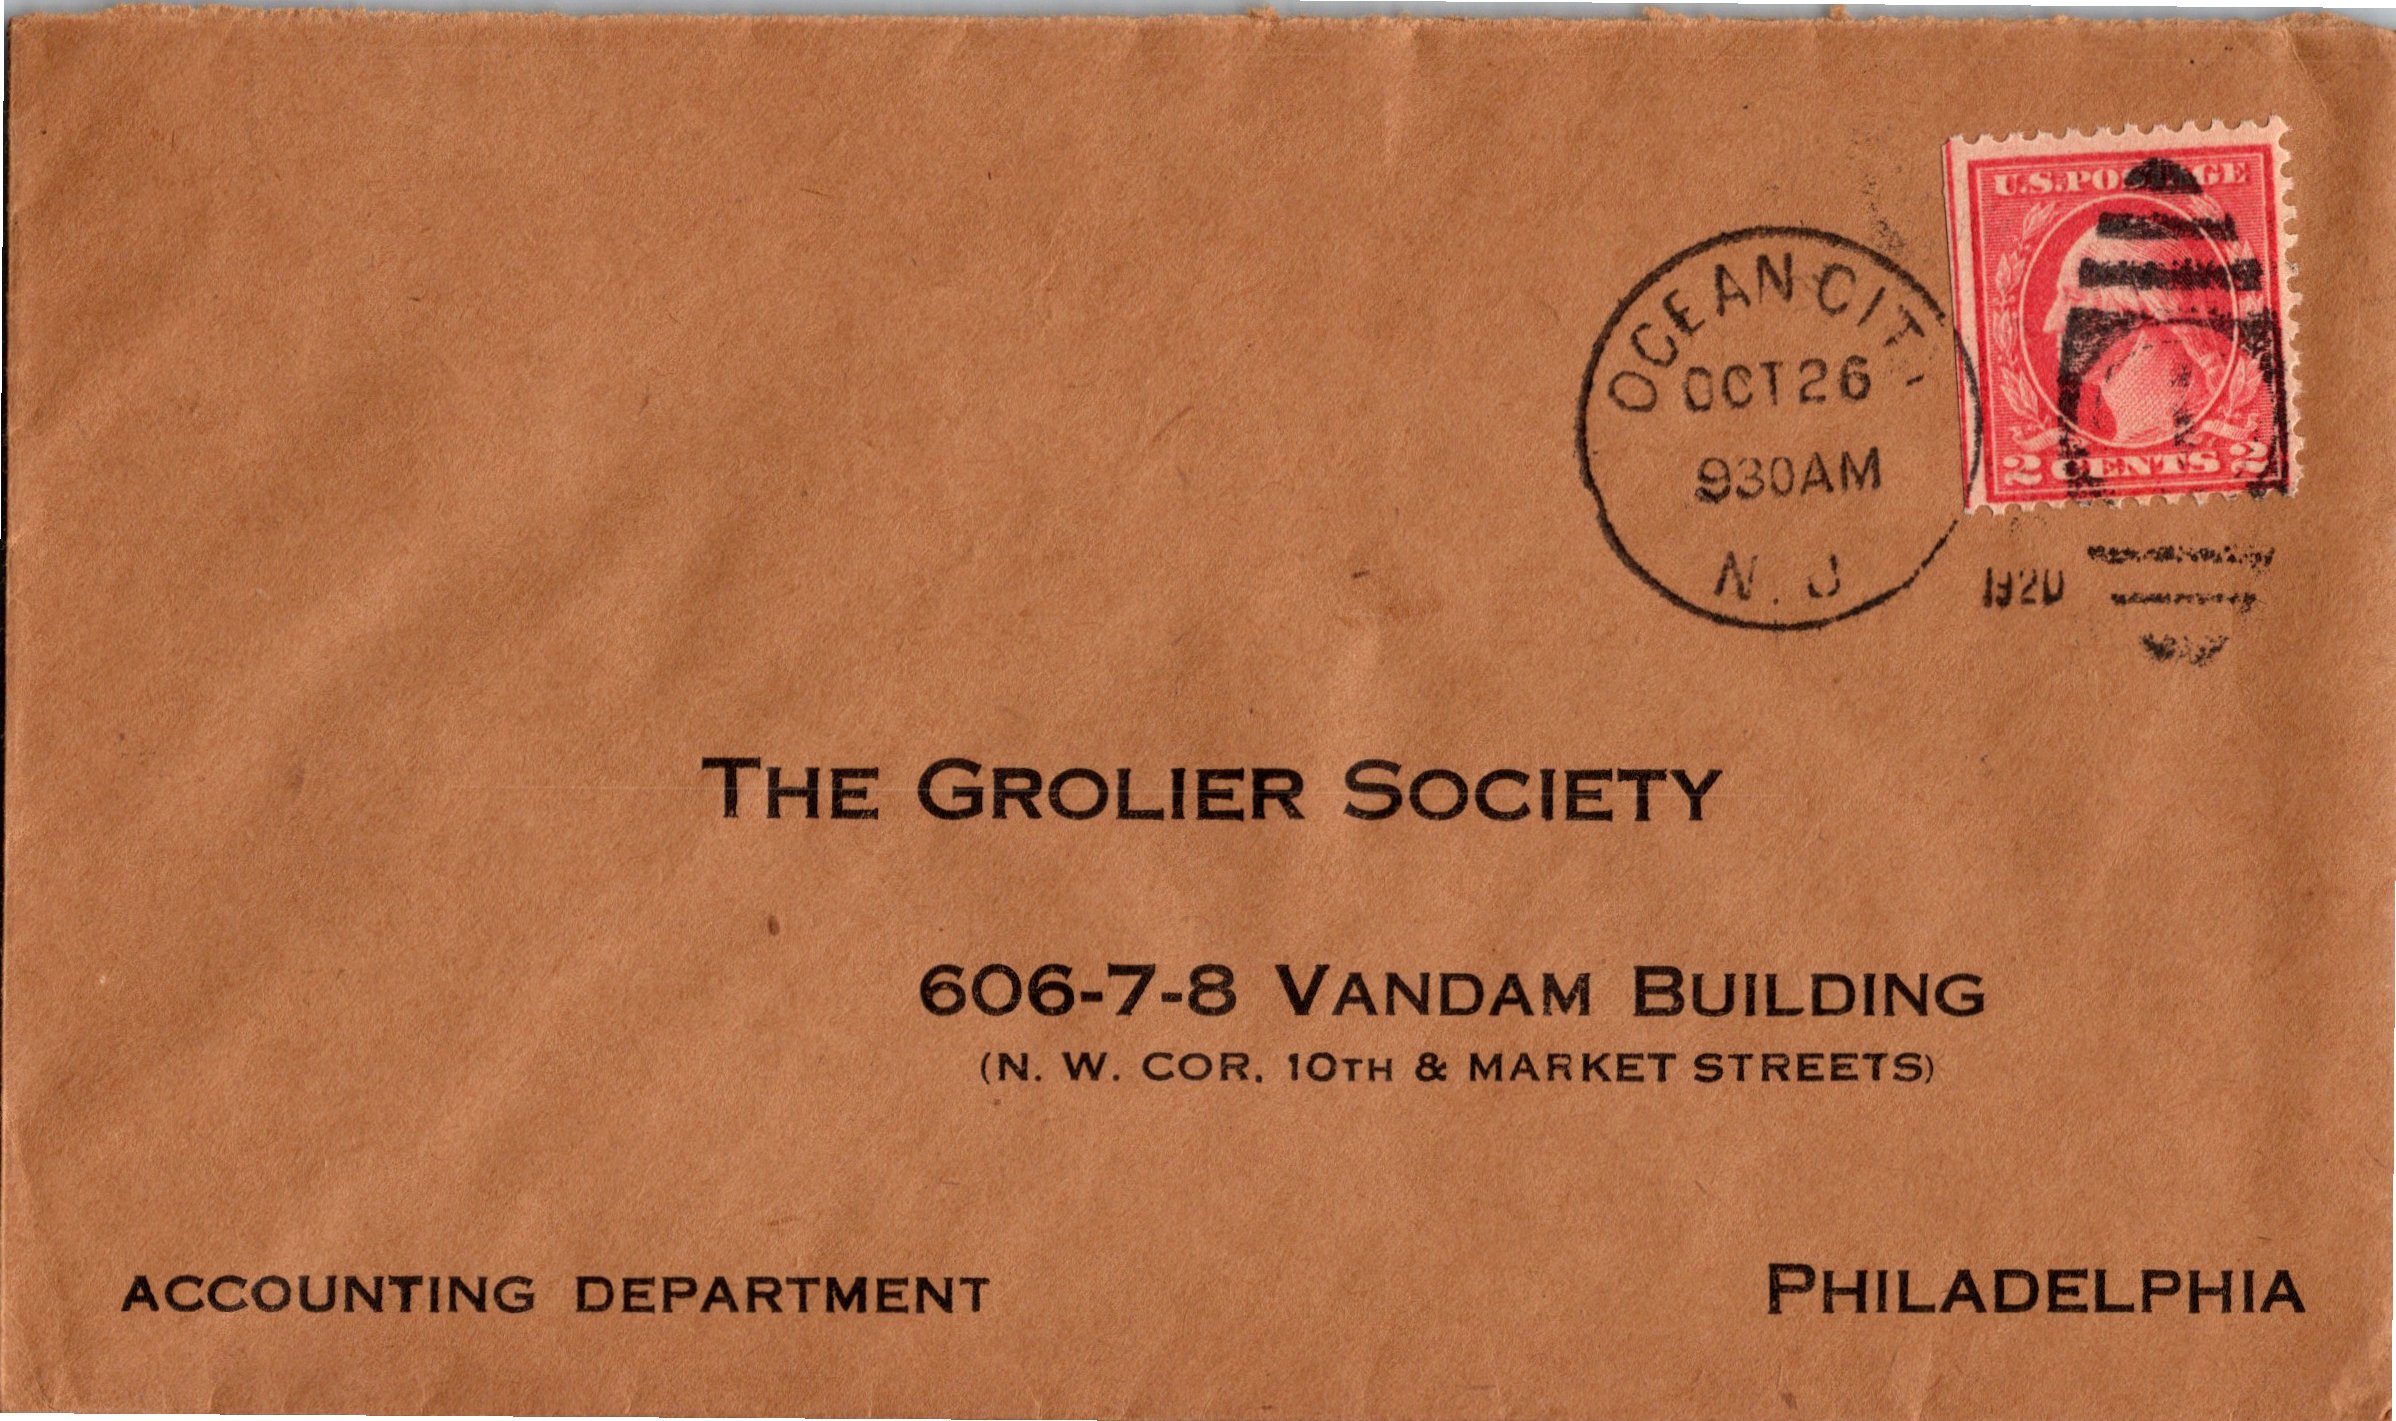 U.S. POSTAGE
2 CENTS 2
OCEAN CITY
OCT 26
930AM
N. J
1920
THE GROLIER SOCIETY
606-7-8 VANDAM BUILDING
(N. W. COR. 10TH & MARKET STREETS)
ACCOUNTING DEPARTMENT
PHILADELPHIA